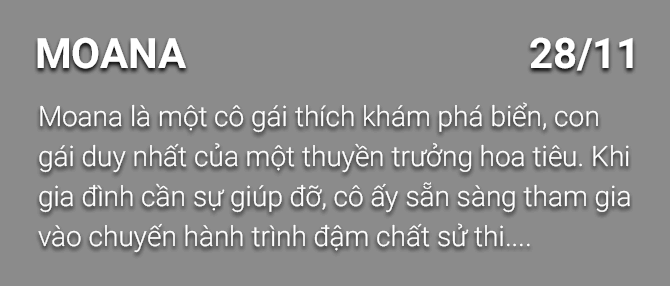 MOANA 28/11
Moana là một cô gái thích khám phá biển, con
gái duy nhất của một thuyền trưởng hoa tiêu. Khi
gia đình cần sự giúp đỡ, cô ấy sẵn sàng tham gia
vào chuyến hành trình đậm chất sử thi....